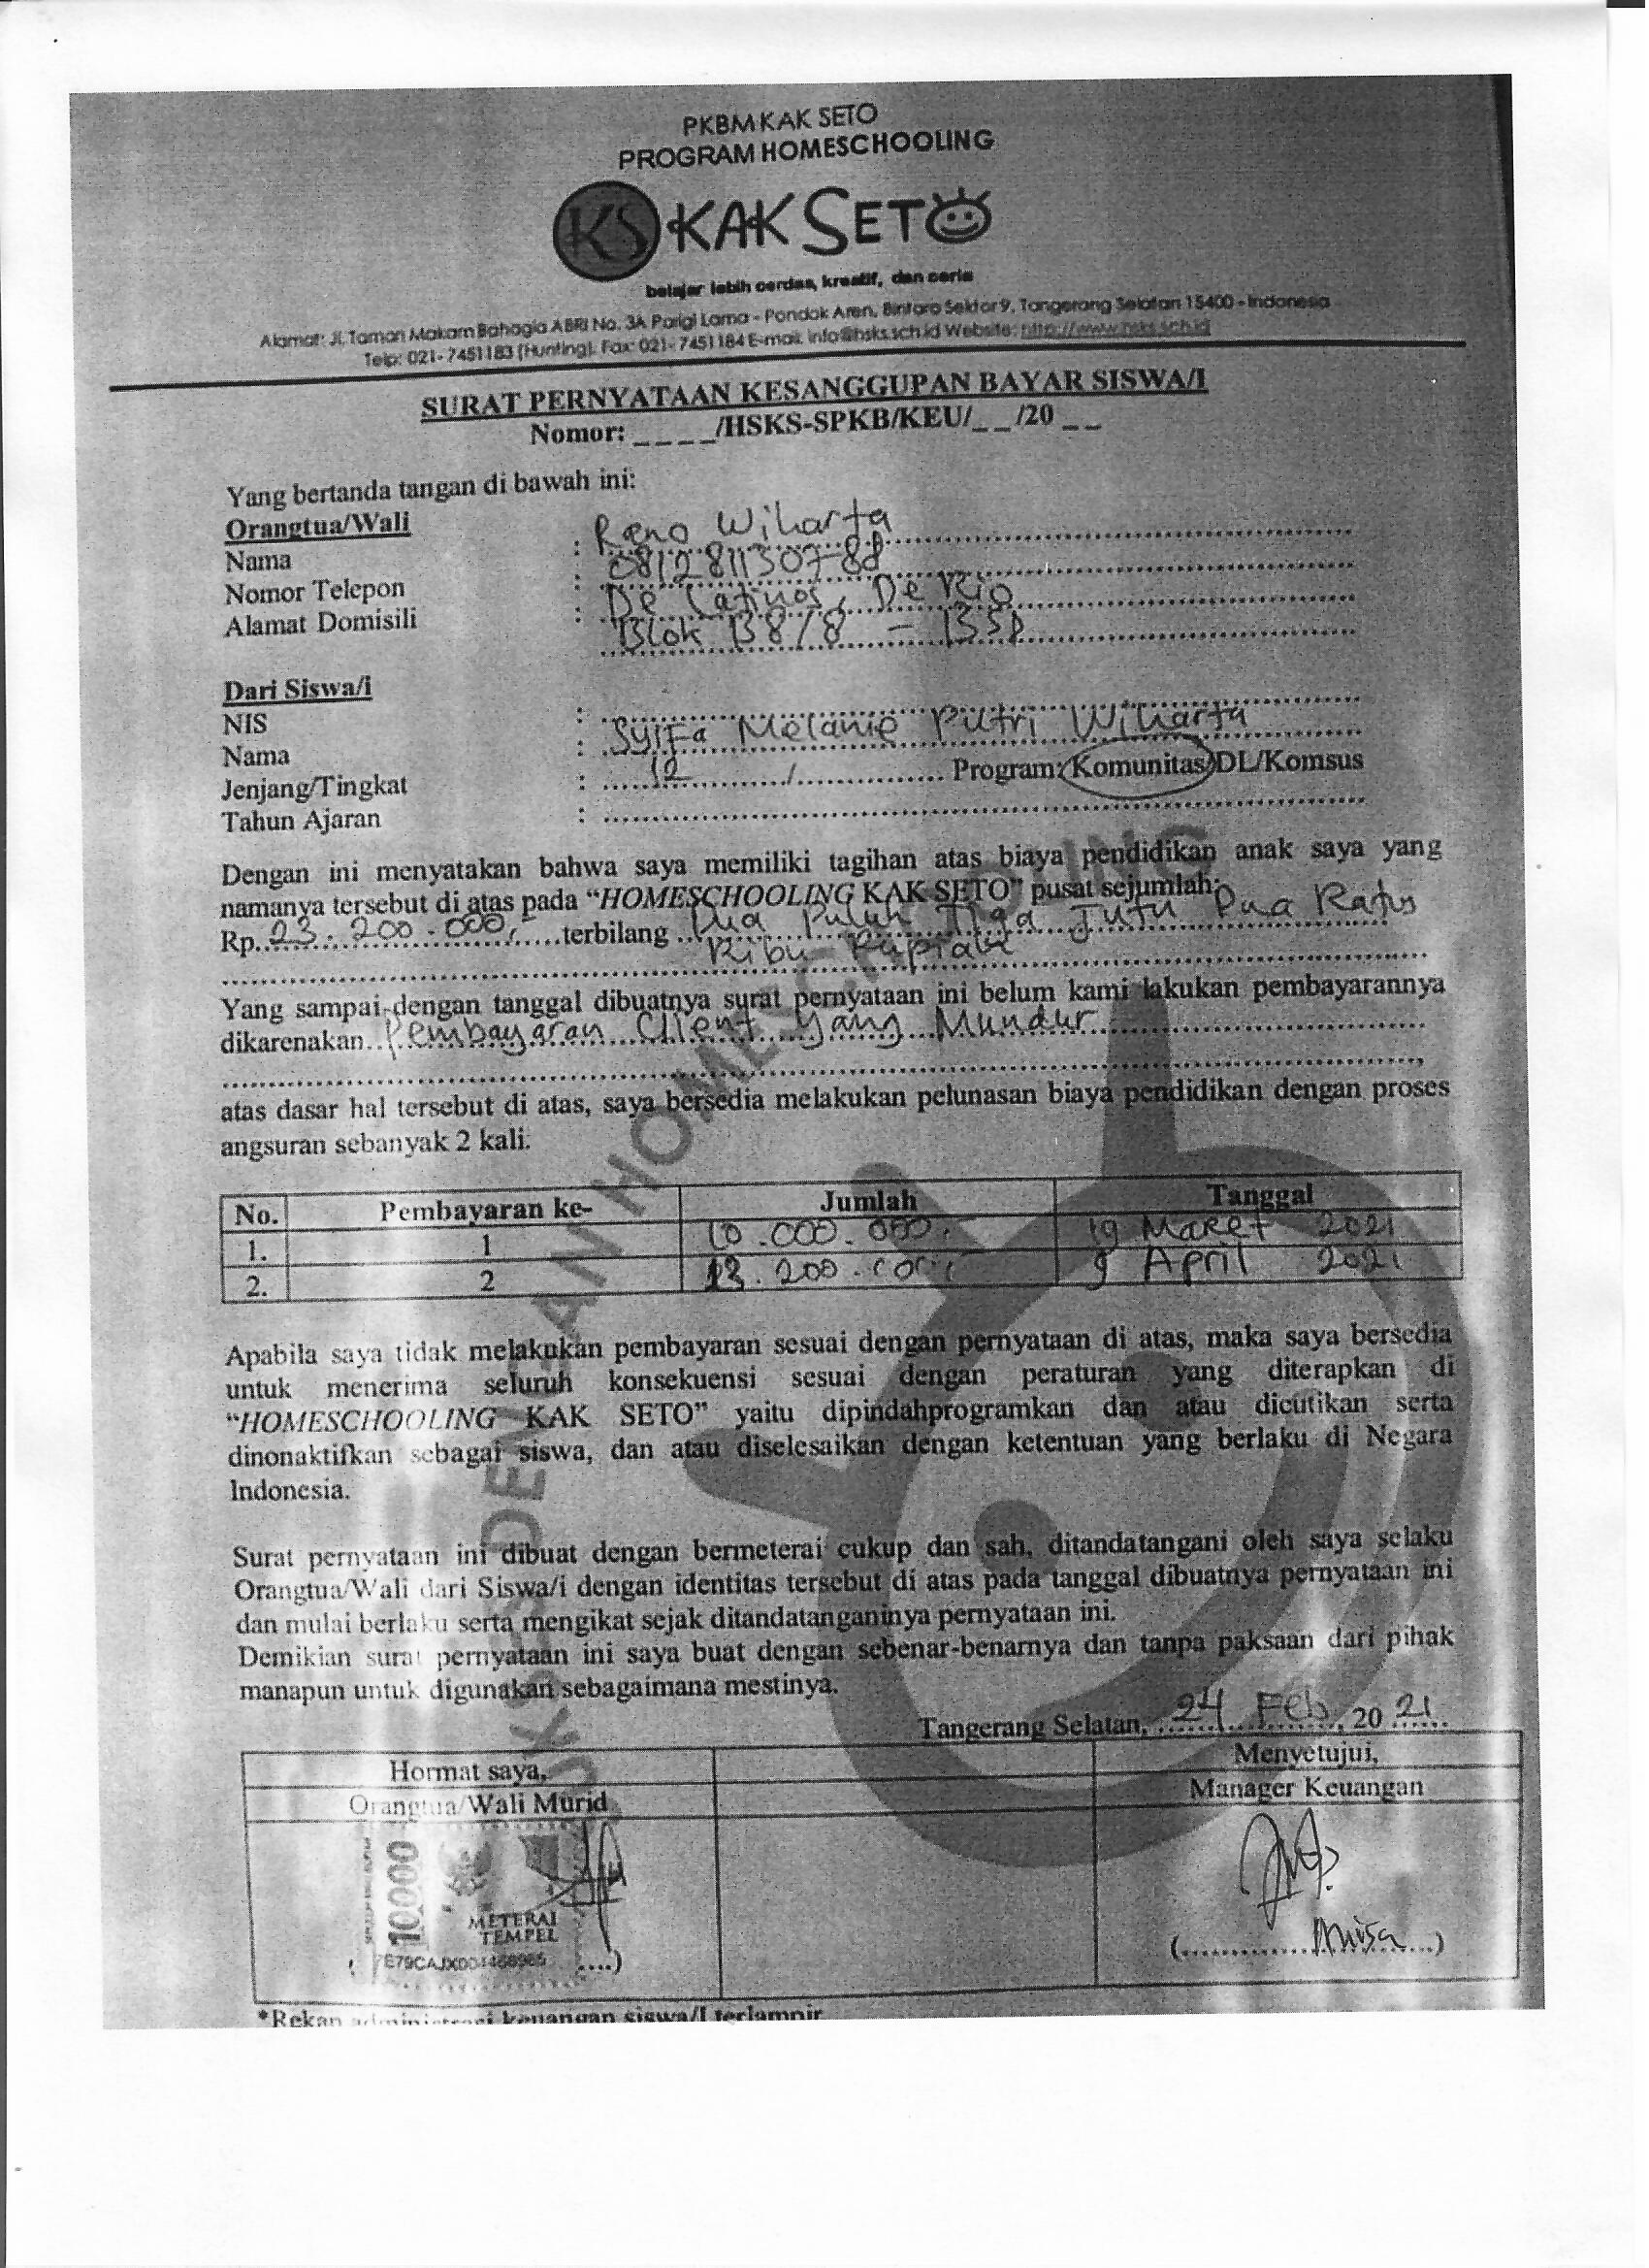 PKBM KAK SETO
PROGRAM HOMESCHOOLING
KS KAK SETO
belajar lebih cerdas, kreatif, dan ceria
Alamat: Jl. Taman Makam Bahagia ABRI No. 3A Parigi Lama - Pondok Aren, Bintaro Sektor 9, Tangerang Selatan 15400 - Indonesia
Telp: 021- 7451183 (Hunting). Fax: 021- 7451184 E-mail: info@hsks.sch.id Website: http://www.hsks.sch.id
SURAT PERNYATAAN KESANGGUPAN BAYAR SISWA/I
Nomor: _ _ _ _/HSKS-SPKB/KEU/_ _ /20 _ _
Yang bertanda tangan di bawah ini:
Orangtua/Wali
Nama : Reno Wiharta
Nomor Telepon : 081281130788
Alamat Domisili : De Latinos, De Rio
Blok B8/8 -
Dari Siswa/i
NIS :
Nama : Syifa Melanie Putri Wiharta
Jenjang/Tingkat : 12 / Program: Komunitas/DL/Komsus
Tahun Ajaran :
Dengan ini menyatakan bahwa saya memiliki tagihan atas biaya pendidikan anak saya yang
namanya tersebut di atas pada “HOMESCHOOLING KAK SETO” pusat sejumlah:
Rp. 23.200.000,- terbilang Dua Puluh Tiga Juta Dua Ratus
Ribu Rupiah
Yang sampai dengan tanggal dibuatnya surat pernyataan ini belum kami lakukan pembayarannya
dikarenakan Pembayaran Client Yang Mundur
atas dasar hal tersebut di atas, saya bersedia melakukan pelunasan biaya pendidikan dengan proses
angsuran sebanyak 2 kali:
No. Pembayaran ke- Jumlah Tanggal
1. 1 10.000.000, 19 Maret 2021
2. 2 13.200.000, 9 April 2021
Apabila saya tidak melakukan pembayaran sesuai dengan pernyataan di atas, maka saya bersedia
untuk menerima seluruh konsekuensi sesuai dengan peraturan yang diterapkan di
“HOMESCHOOLING KAK SETO” yaitu dipindahprogramkan dan atau dicutikan serta
dinonaktifkan sebagai siswa, dan atau diselesaikan dengan ketentuan yang berlaku di Negara
Indonesia.
Surat pernyataan ini dibuat dengan bermeterai cukup dan sah, ditandatangani oleh saya selaku
Orangtua/Wali dari Siswa/i dengan identitas tersebut di atas pada tanggal dibuatnya pernyataan ini
dan mulai berlaku serta mengikat sejak ditandatanganinya pernyataan ini.
Demikian surat pernyataan ini saya buat dengan sebenar-benarnya dan tanpa paksaan dari pihak
manapun untuk digunakan sebagaimana mestinya.
Tangerang Selatan, 24 Feb, 20 21
Hormat saya, Menyetujui,
Orangtua/Wali Murid Manager Keuangan
10000
METERAI
TEMPEL
(....) (Anisa)
*Rekap administrasi keuangan siswa/I terlampir